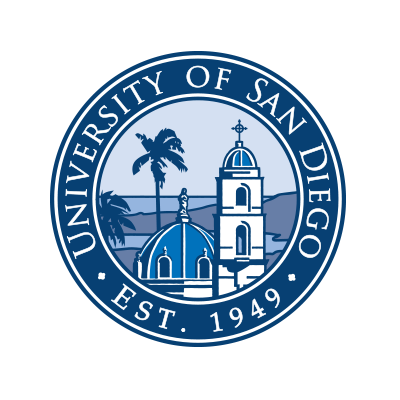 UNIVERSITY OF SAN DIEGO
EST. 1949